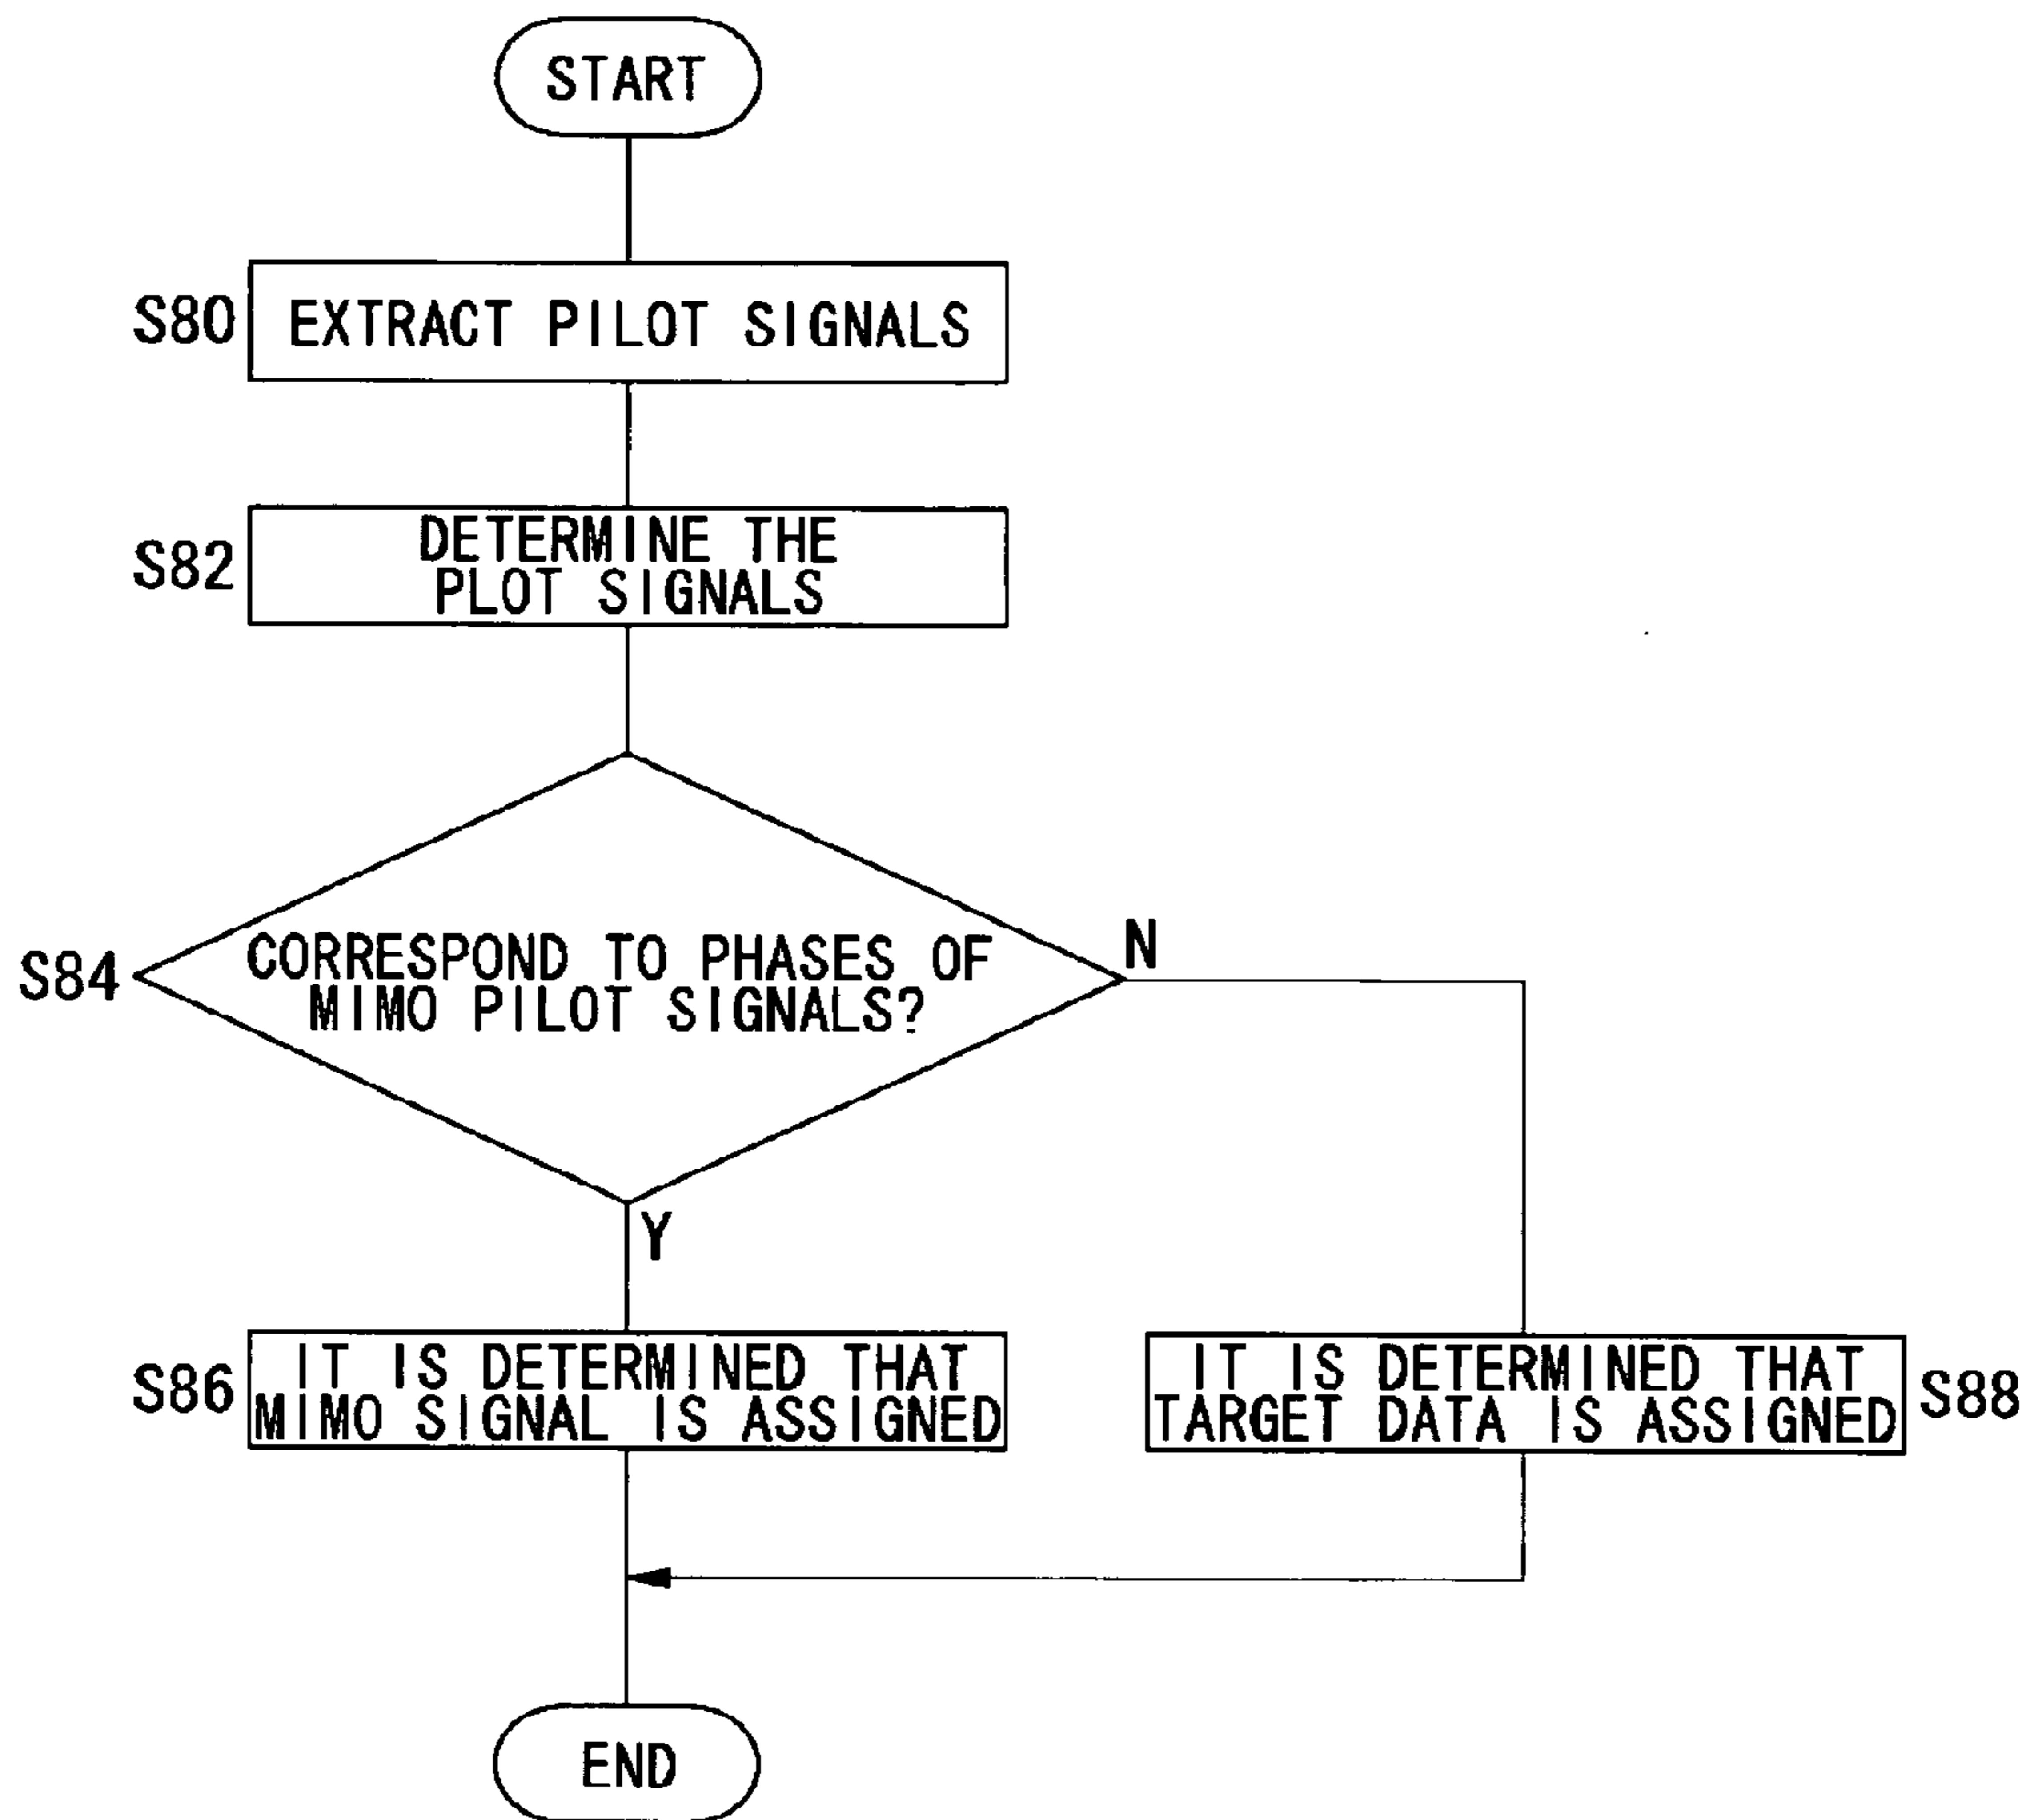 START
S80
EXTRACT PILOT SIGNALS
S82
DETERMINE THE
PLOT SIGNALS
S84
CORRESPOND TO PHASES OF
MIMO PILOT SIGNALS?
N
Y
S86
IT IS DETERMINED THAT
MIMO SIGNAL IS ASSIGNED
IT IS DETERMINED THAT
TARGET DATA IS ASSIGNED
S88
END